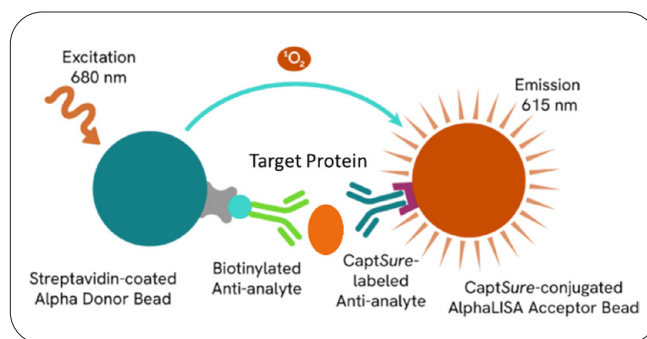 Excitation
680 nm
¹O₂
Emission
615 nm
Target Protein
Streptavidin-coated
Alpha Donor Bead
Biotinylated
Anti-analyte
CaptSure-
labeled
Anti-analyte
CaptSure-conjugated
AlphaLISA Acceptor Bead